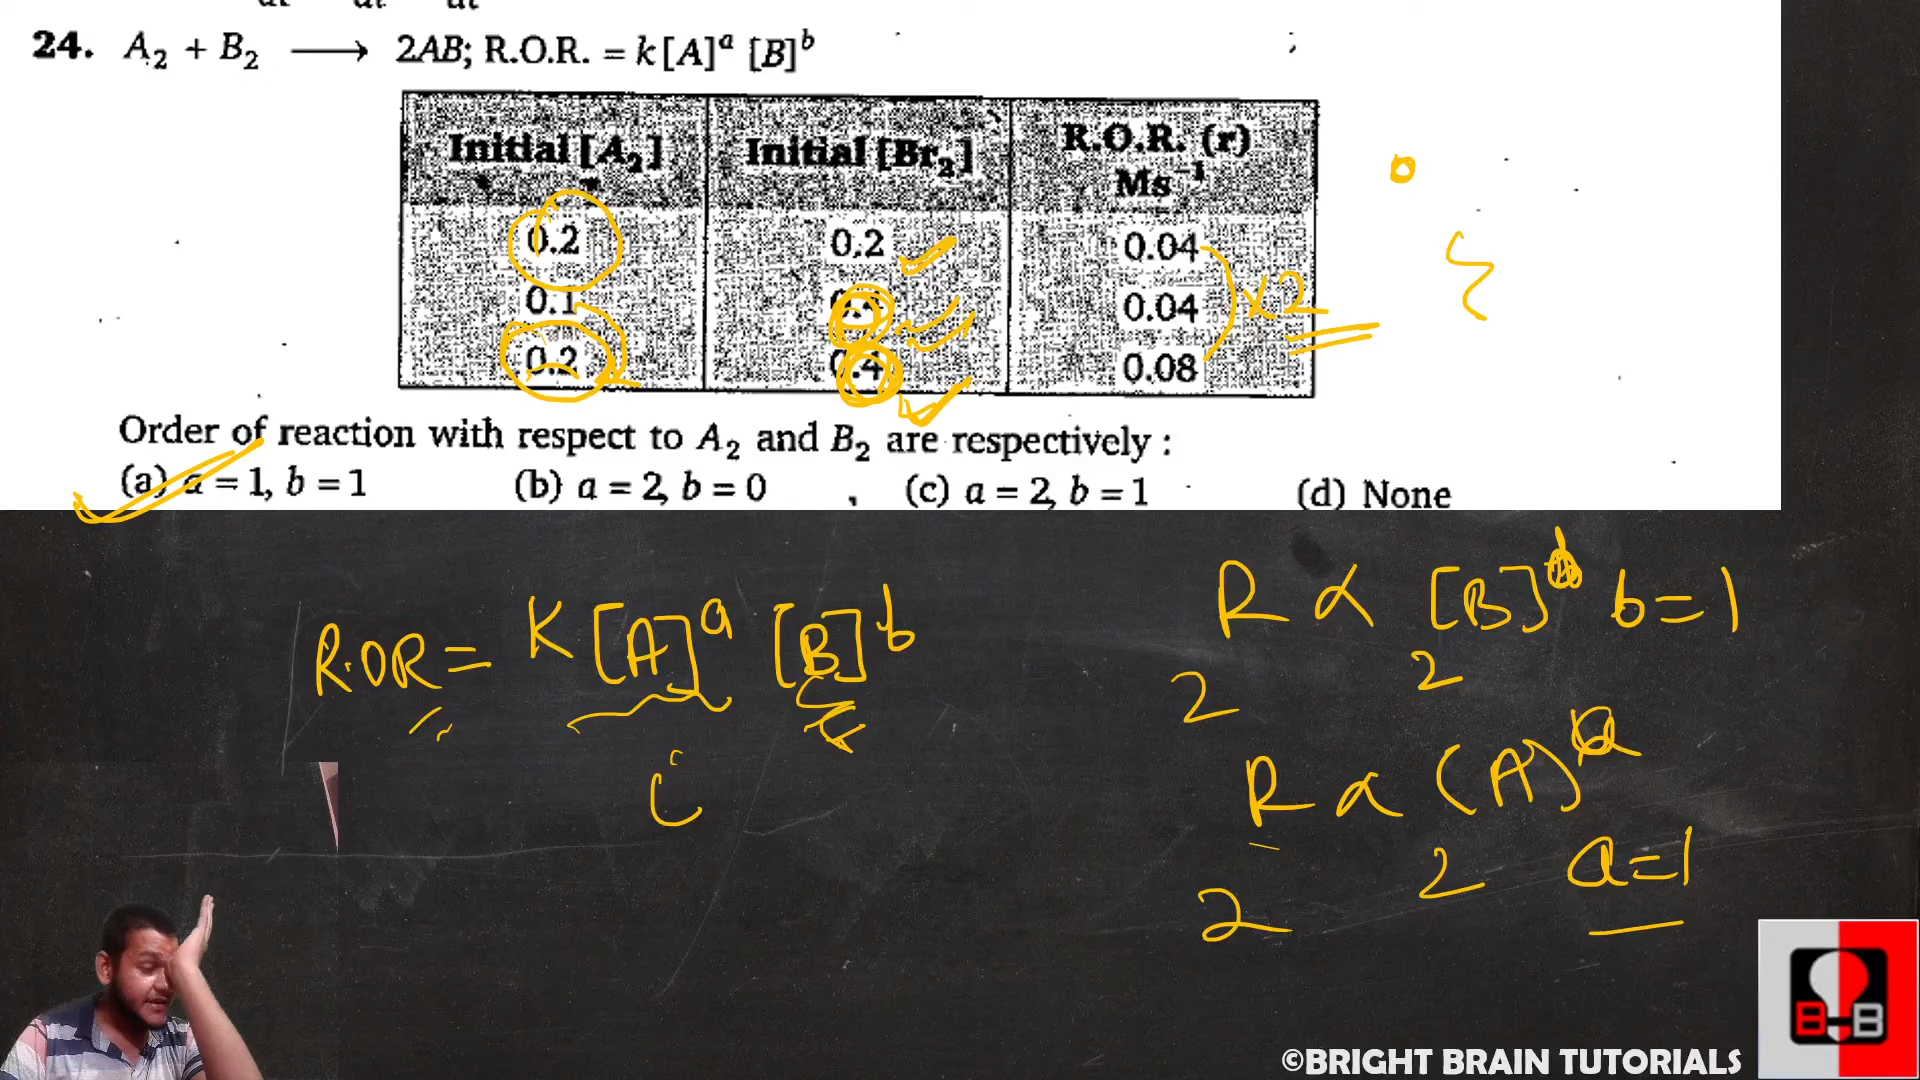 24. A₂ + B₂ ⟶ 2AB; R.O.R. = k[A]ᵃ [B]ᵇ
Initial [A₂] Initial [Br₂] R.O.R. (r) Ms⁻¹
0.2 0.2 0.04
0.1 0.04
0.2 0.4 0.08
×2
Order of reaction with respect to A₂ and B₂ are respectively :
(a) a = 1, b = 1 (b) a = 2, b = 0 (c) a = 2, b = 1 (d) None
R.OR = K[A]ᵃ [B]ᵇ
R ∝ [B] b=1
2 2
R ∝ (A)ᵃ
2 2 a=1
B-B
©BRIGHT BRAIN TUTORIALS